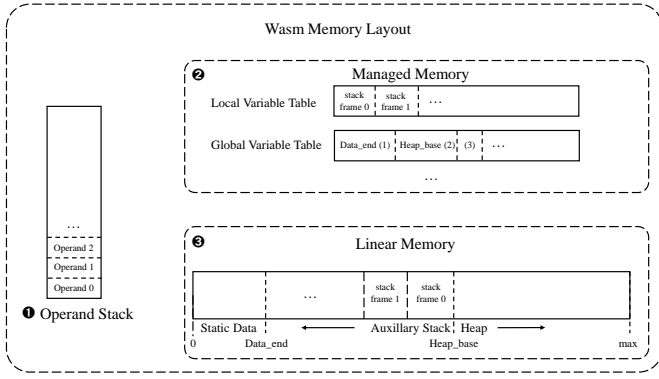 Wasm Memory Layout
❷ Managed Memory
Local Variable Table
stack
frame 0
stack
frame 1
...
Global Variable Table
Data_end (1)
Heap_base (2)
(3)
...
...
...
Operand 2
Operand 1
Operand 0
❶ Operand Stack
❸ Linear Memory
...
stack
frame 1
stack
frame 0
Static Data
Auxillary Stack
Heap
0
Data_end
Heap_base
max